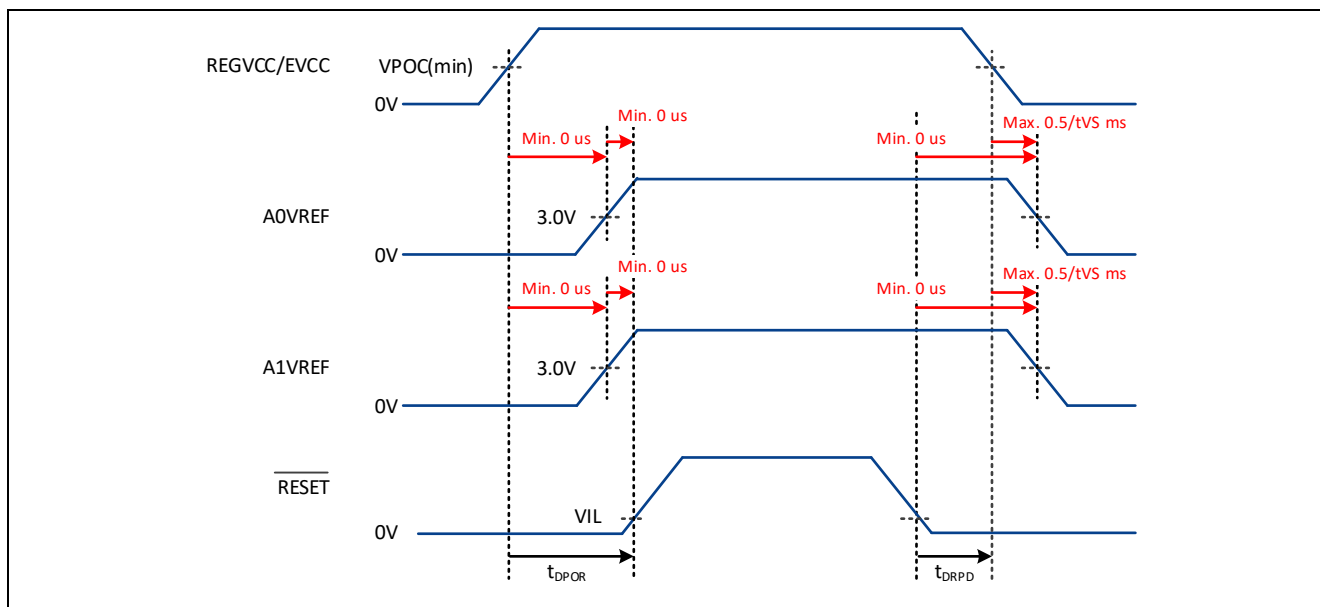 REGVCC/EVCC VPOC(min)
0V
Min. 0 us Max. 0.5/tVS ms
Min. 0 us Min. 0 us
A0VREF 3.0V
0V
Min. 0 us Max. 0.5/tVS ms
Min. 0 us Min. 0 us
A1VREF 3.0V
0V
RESET
VIL
0V
tDPOR tDRPD